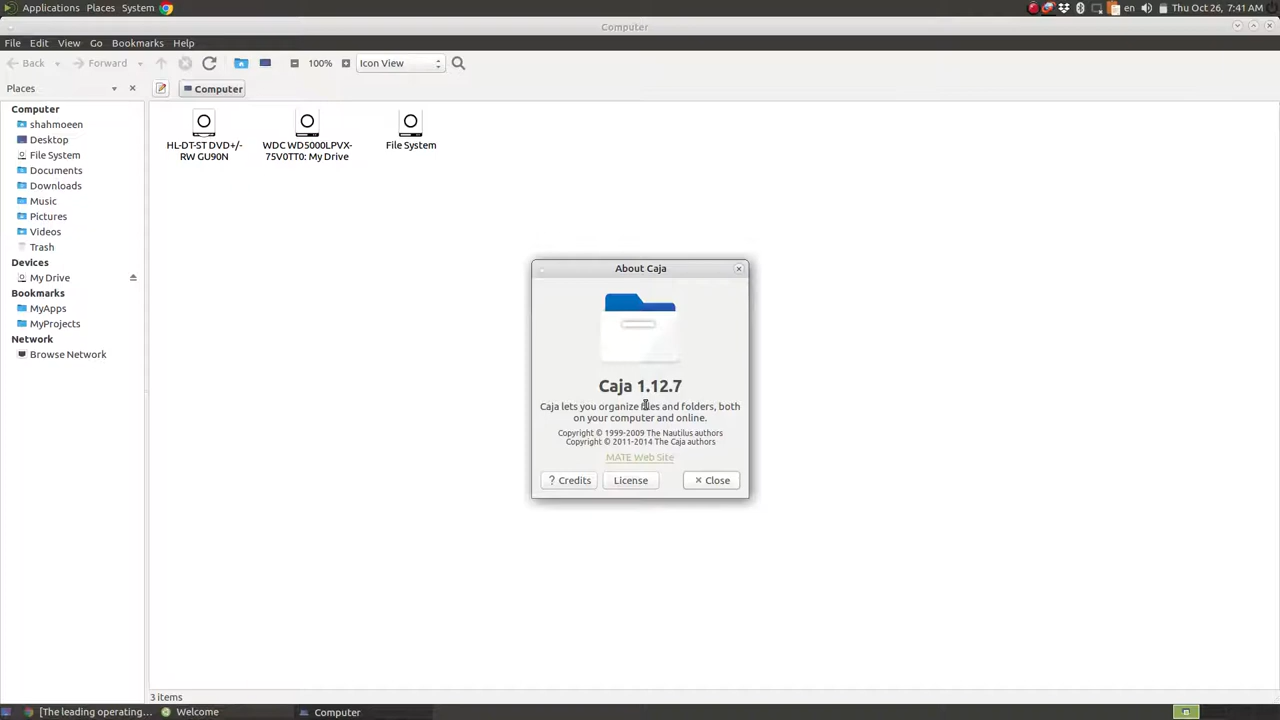 Applications Places System en Thu Oct 26, 7:41 AM
Computer
File Edit View Go Bookmarks Help
Back Forward 100% Icon View
Places Computer
Computer
shahmoeen
Desktop
File System
Documents
Downloads
Music
Pictures
Videos
Trash
Devices
My Drive
Bookmarks
MyApps
MyProjects
Network
Browse Network
HL-DT-ST DVD+/-
RW GU90N
WDC WD5000LPVX-
75V0TT0: My Drive
File System
About Caja
Caja 1.12.7
Caja lets you organize files and folders, both
on your computer and online.
Copyright © 1999-2009 The Nautilus authors
Copyright © 2011-2014 The Caja authors
MATE Web Site
? Credits License Close
3 items
[The leading operating... Welcome Computer